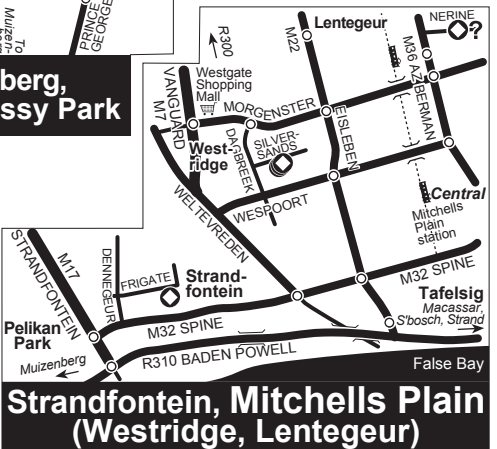 To
Muizen-
berg
PRINCE
GEORGE
berg,
ssy Park
R300
Lentegeur
NERINE
?
M22
M36 AZ BERMAN
Westgate
Shopping
Mall
VANGUARD
M7
MORGENSTER
West-
ridge
DAGBREEK
SILVER-
SANDS
EISLEBEN
WESPOORT
WELTEVREDEN
Central
Mitchells
Plain
station
STRANDFONTEIN
M17
DENNEGEUR
FRIGATE
Strand-
fontein
M32 SPINE
M32 SPINE
Tafelsig
Macassar,
S'bosch, Strand
Pelikan
Park
Muizenberg
R310 BADEN POWELL
False Bay
Strandfontein, Mitchells Plain
(Westridge, Lentegeur)